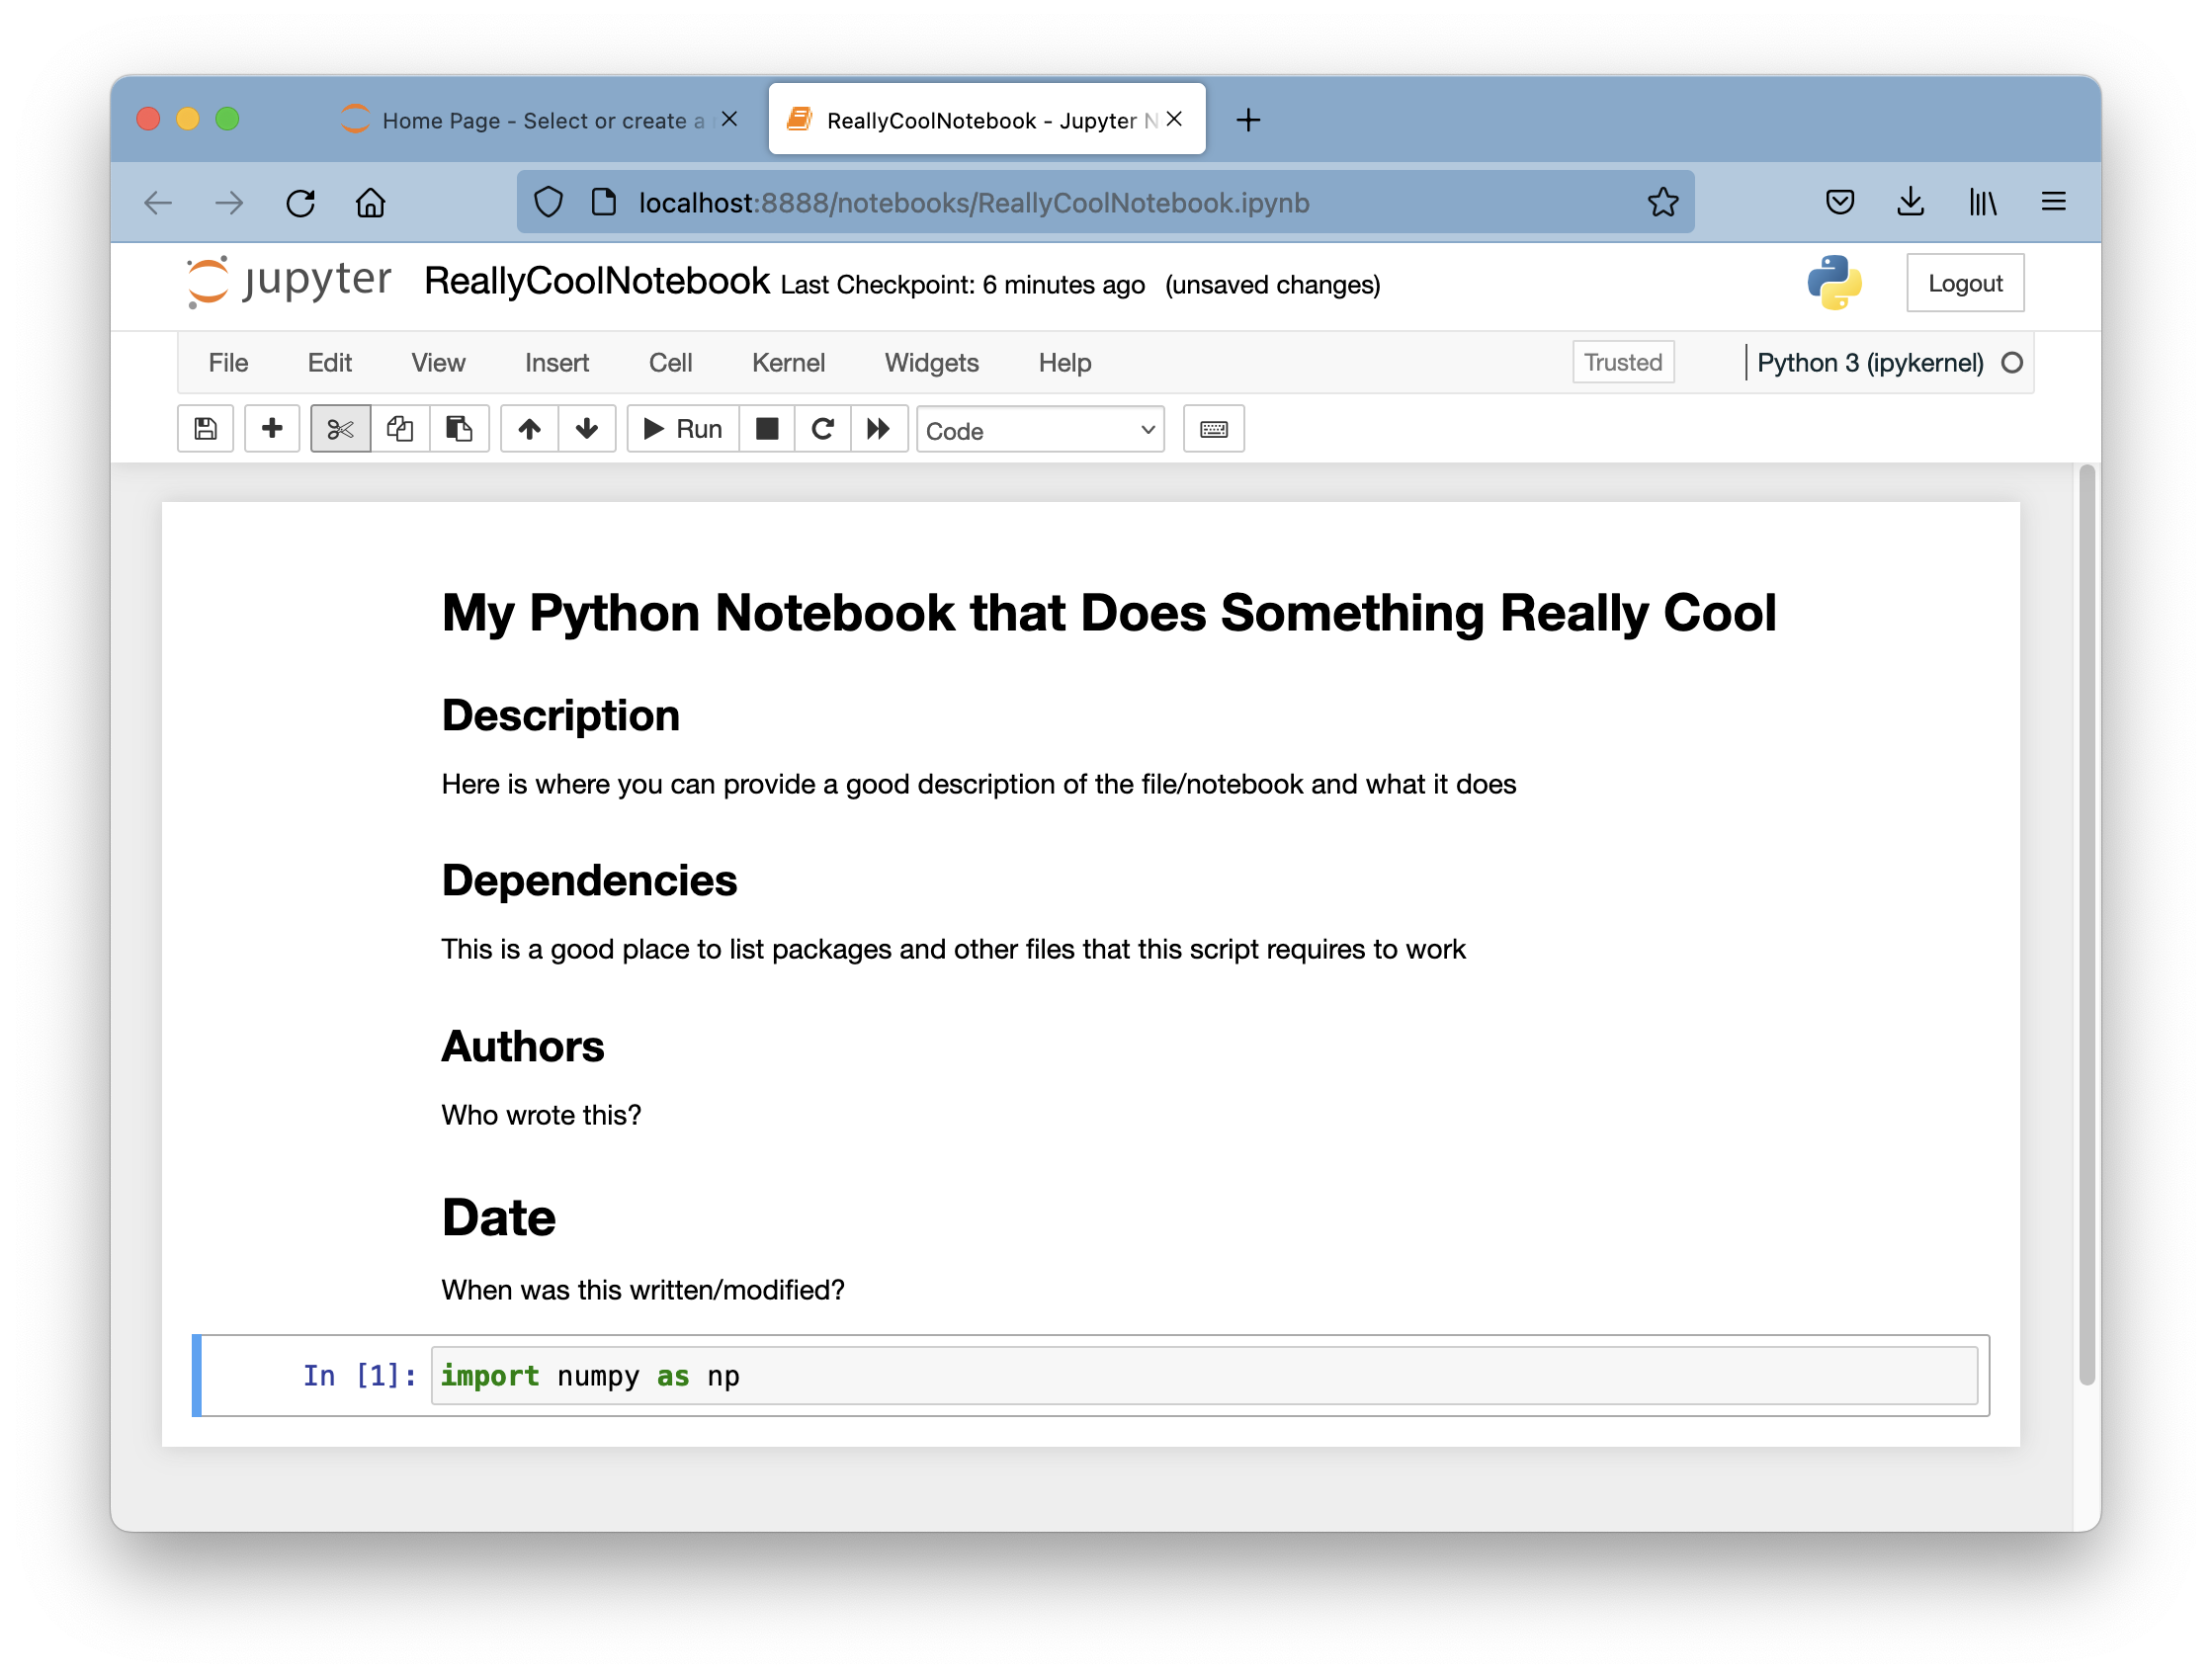 Home Page - Select or create a
ReallyCoolNotebook - Jupyter N
localhost:8888/notebooks/ReallyCoolNotebook.ipynb
jupyter ReallyCoolNotebook Last Checkpoint: 6 minutes ago (unsaved changes)
Logout
File Edit View Insert Cell Kernel Widgets Help Trusted Python 3 (ipykernel)
Run Code
My Python Notebook that Does Something Really Cool
Description
Here is where you can provide a good description of the file/notebook and what it does
Dependencies
This is a good place to list packages and other files that this script requires to work
Authors
Who wrote this?
Date
When was this written/modified?
In [1]: import numpy as np